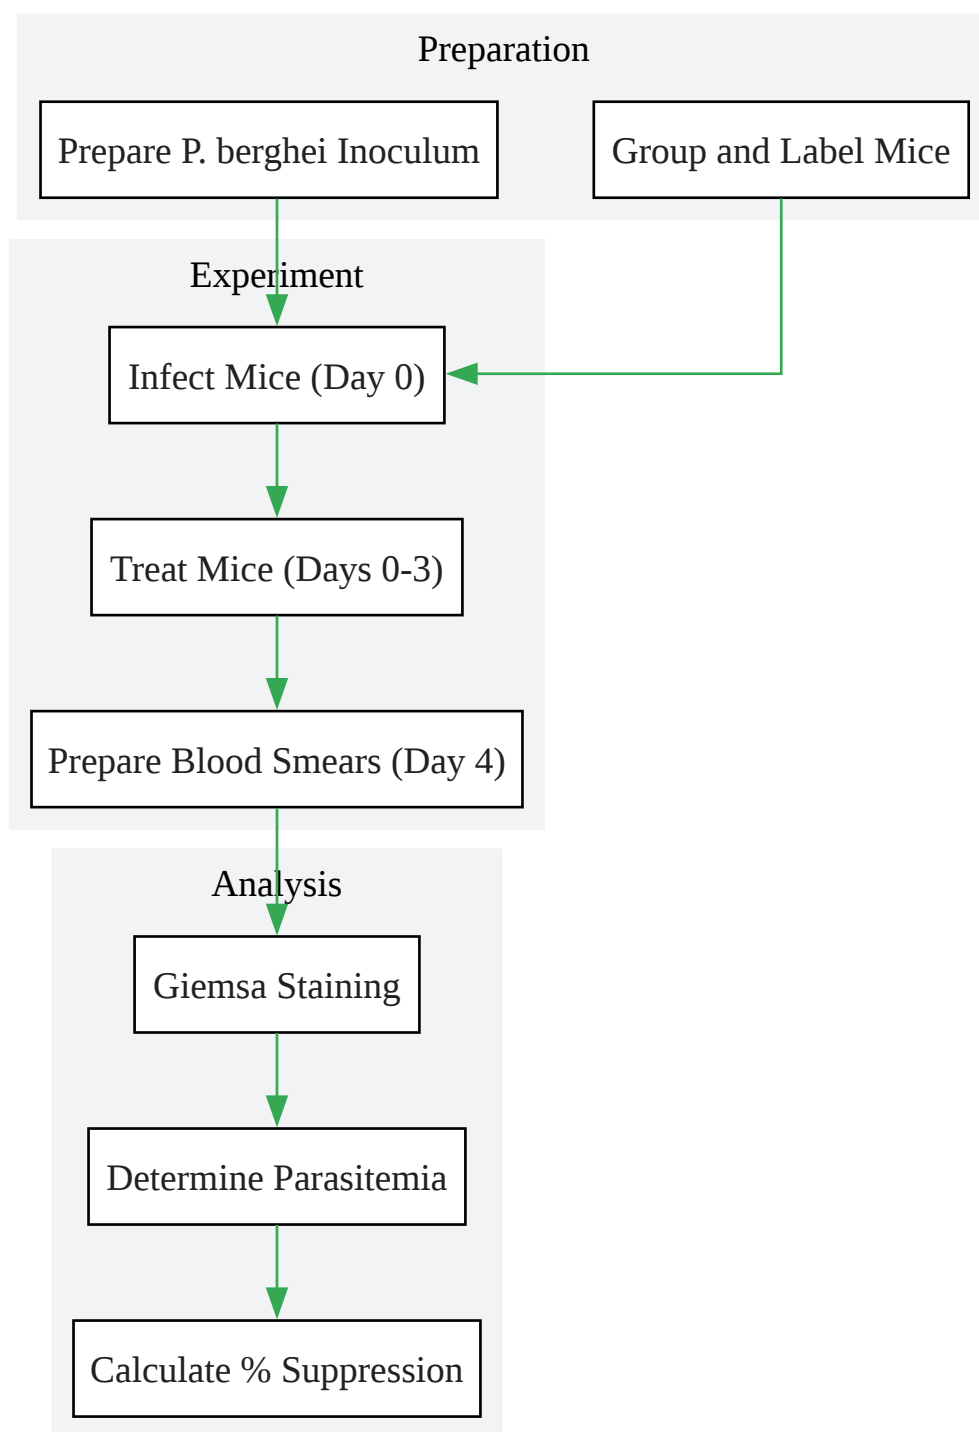 Preparation
Prepare P. berghei Inoculum
Group and Label Mice
Experiment
Infect Mice (Day 0)
Treat Mice (Days 0-3)
Prepare Blood Smears (Day 4)
Analysis
Giemsa Staining
Determine Parasitemia
Calculate % Suppression